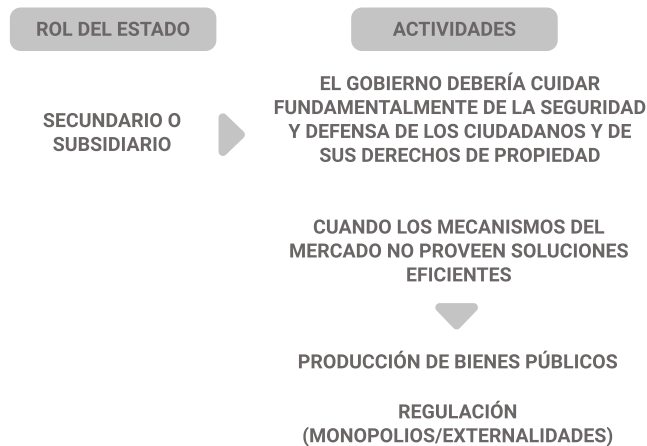 ROL DEL ESTADO
ACTIVIDADES
SECUNDARIO O
SUBSIDIARIO
EL GOBIERNO DEBERÍA CUIDAR
FUNDAMENTALMENTE DE LA SEGURIDAD
Y DEFENSA DE LOS CIUDADANOS Y DE
SUS DERECHOS DE PROPIEDAD
CUANDO LOS MECANISMOS DEL
MERCADO NO PROVEEN SOLUCIONES
EFICIENTES
PRODUCCIÓN DE BIENES PÚBLICOS
REGULACIÓN
(MONOPOLIOS/EXTERNALIDADES)